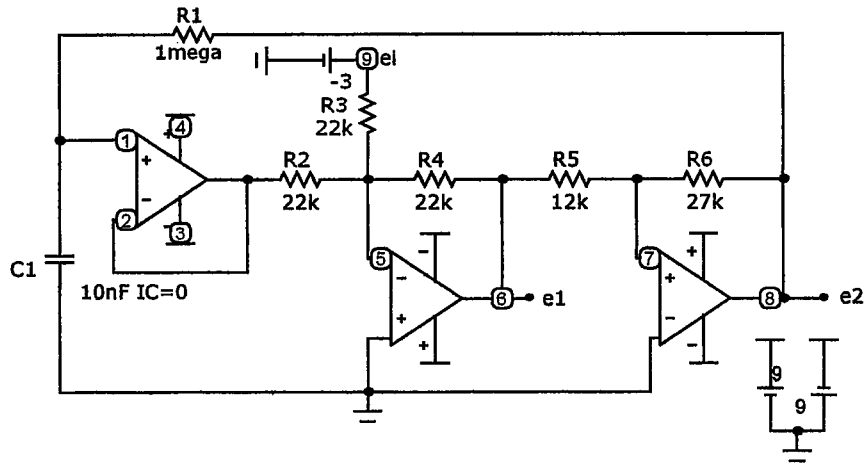 R1
1mega
9 ei
-3
R3
22k
1
4
+
+
-
2
3
R2
22k
R4
22k
R5
12k
R6
27k
C1
10nF IC=0
5
-
-
+
+
6 e1
7
+
+
-
-
8 e2
9
9